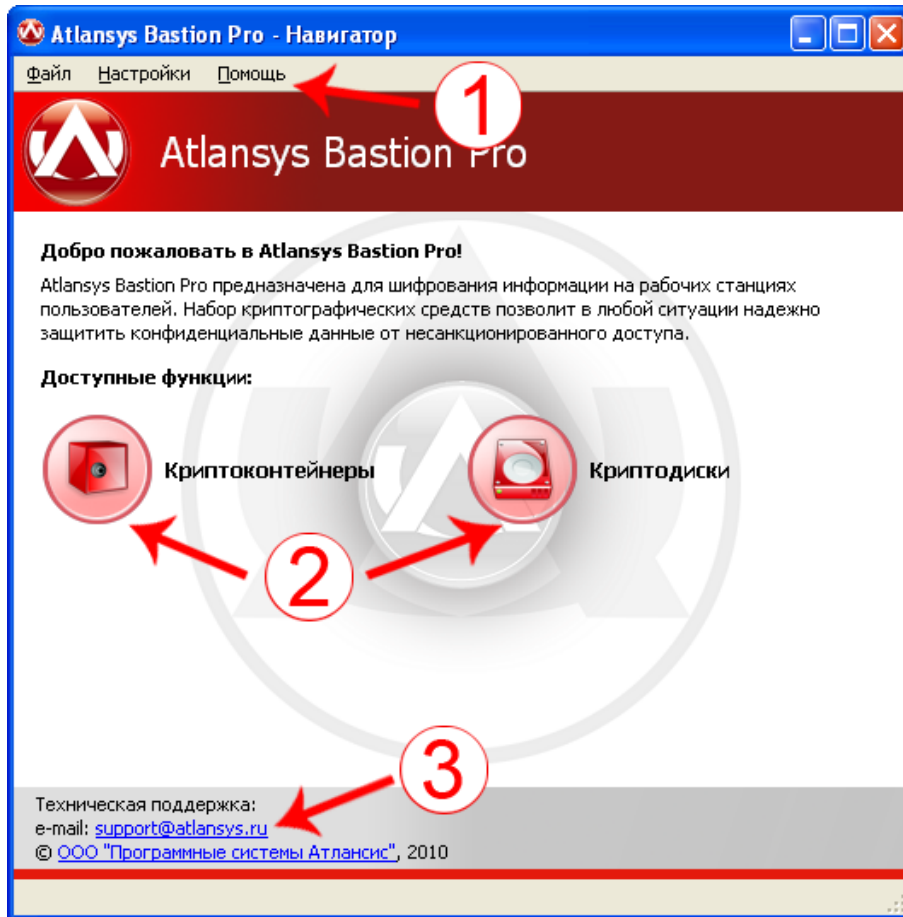 Atlansys Bastion Pro - Навигатор
Файл Настройки Помощь
1
Atlansys Bastion Pro
Добро пожаловать в Atlansys Bastion Pro!
Atlansys Bastion Pro предназначена для шифрования информации на рабочих станциях
пользователей. Набор криптографических средств позволит в любой ситуации надежно
защитить конфиденциальные данные от несанкционированного доступа.
Доступные функции:
Криптоконтейнеры Криптодиски
2
3
Техническая поддержка:
e-mail: support@atlansys.ru
© ООО "Программные системы Атлансис", 2010